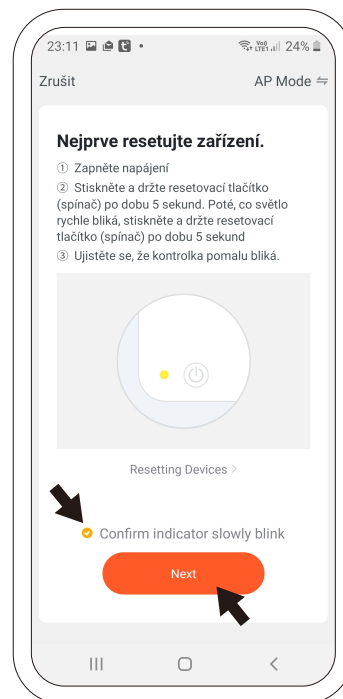 23:11
Vo)) LTE1 24%
Zrušit AP Mode
Nejprve resetujte zařízení.
① Zapněte napájení
② Stiskněte a držte resetovací tlačítko
(spínač) po dobu 5 sekund. Poté, co světlo
rychle bliká, stiskněte a držte resetovací
tlačítko (spínač) po dobu 5 sekund
③ Ujistěte se, že kontrolka pomalu bliká.
Resetting Devices >
Confirm indicator slowly blink
Next